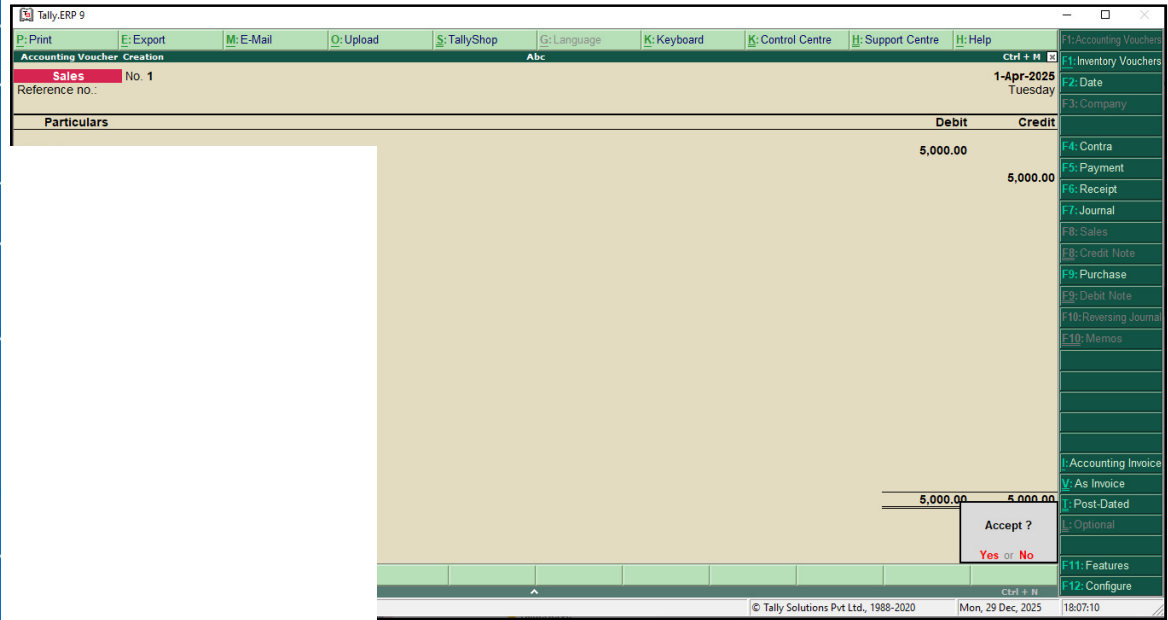 Tally.ERP 9
P: Print E: Export M: E-Mail O: Upload S: TallyShop G: Language K: Keyboard K: Control Centre H: Support Centre H: Help
Accounting Voucher Creation Abc Ctrl + M
Sales No. 1 1-Apr-2025
Reference no.: Tuesday
Particulars Debit Credit
5,000.00
5,000.00
5,000.00 5,000.00
Accept ?
Yes or No
Ctrl + N
F1: Accounting Vouchers
F1: Inventory Vouchers
F2: Date
F3: Company
F4: Contra
F5: Payment
F6: Receipt
F7: Journal
F8: Sales
F8: Credit Note
F9: Purchase
F9: Debit Note
F10: Reversing Journal
F10: Memos
I: Accounting Invoice
V: As Invoice
T: Post-Dated
L: Optional
F11: Features
F12: Configure
© Tally Solutions Pvt Ltd., 1988-2020 Mon, 29 Dec, 2025 18:07:10